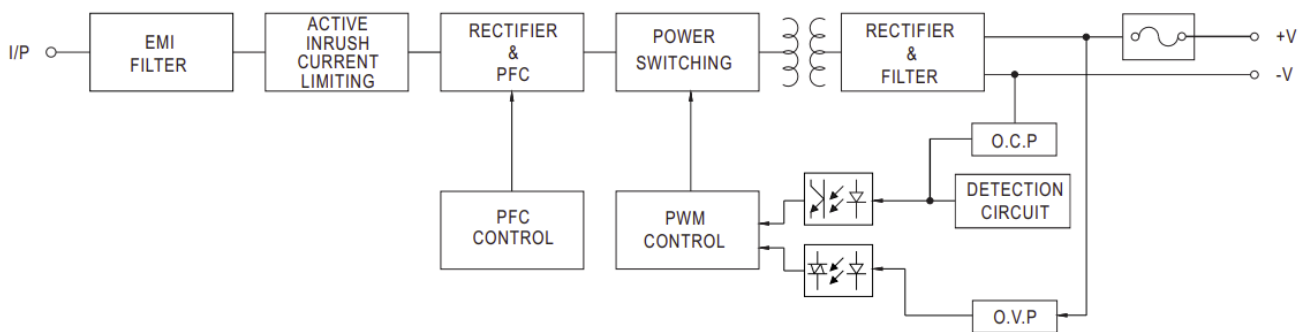 I/P
EMI
FILTER
ACTIVE
INRUSH
CURRENT
LIMITING
RECTIFIER
&
PFC
POWER
SWITCHING
RECTIFIER
&
FILTER
+V
-V
O.C.P
PFC
CONTROL
PWM
CONTROL
DETECTION
CIRCUIT
O.V.P